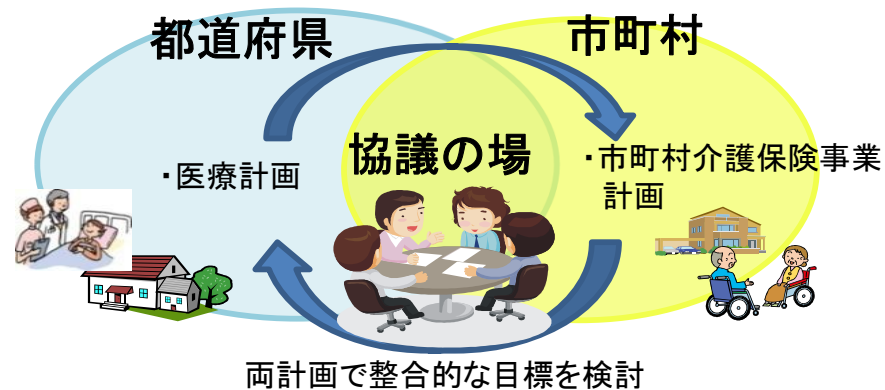 都道府県
市町村
協議の場
・医療計画
・市町村介護保険事業
計画
両計画で整合的な目標を検討